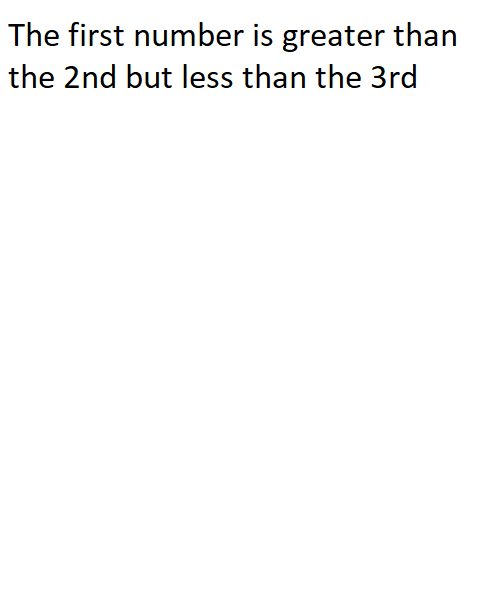 The first number is greater than
the 2nd but less than the 3rd